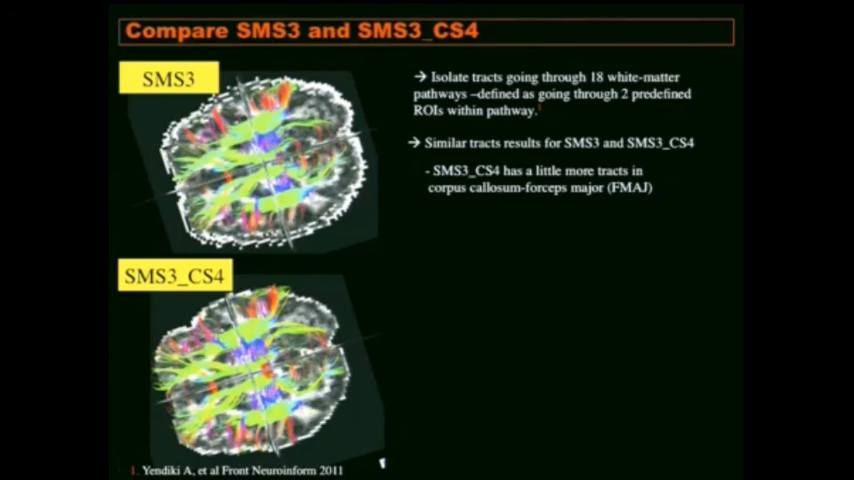 Compare SMS3 and SMS3_CS4
SMS3
→ Isolate tracts going through 18 white-matter
pathways –defined as going through 2 predefined
ROIs within pathway.1
→ Similar tracts results for SMS3 and SMS3_CS4
- SMS3_CS4 has a little more tracts in
corpus callosum-forceps major (FMAJ)
SMS3_CS4
1. Yendiki A, et al Front Neuroinform 2011